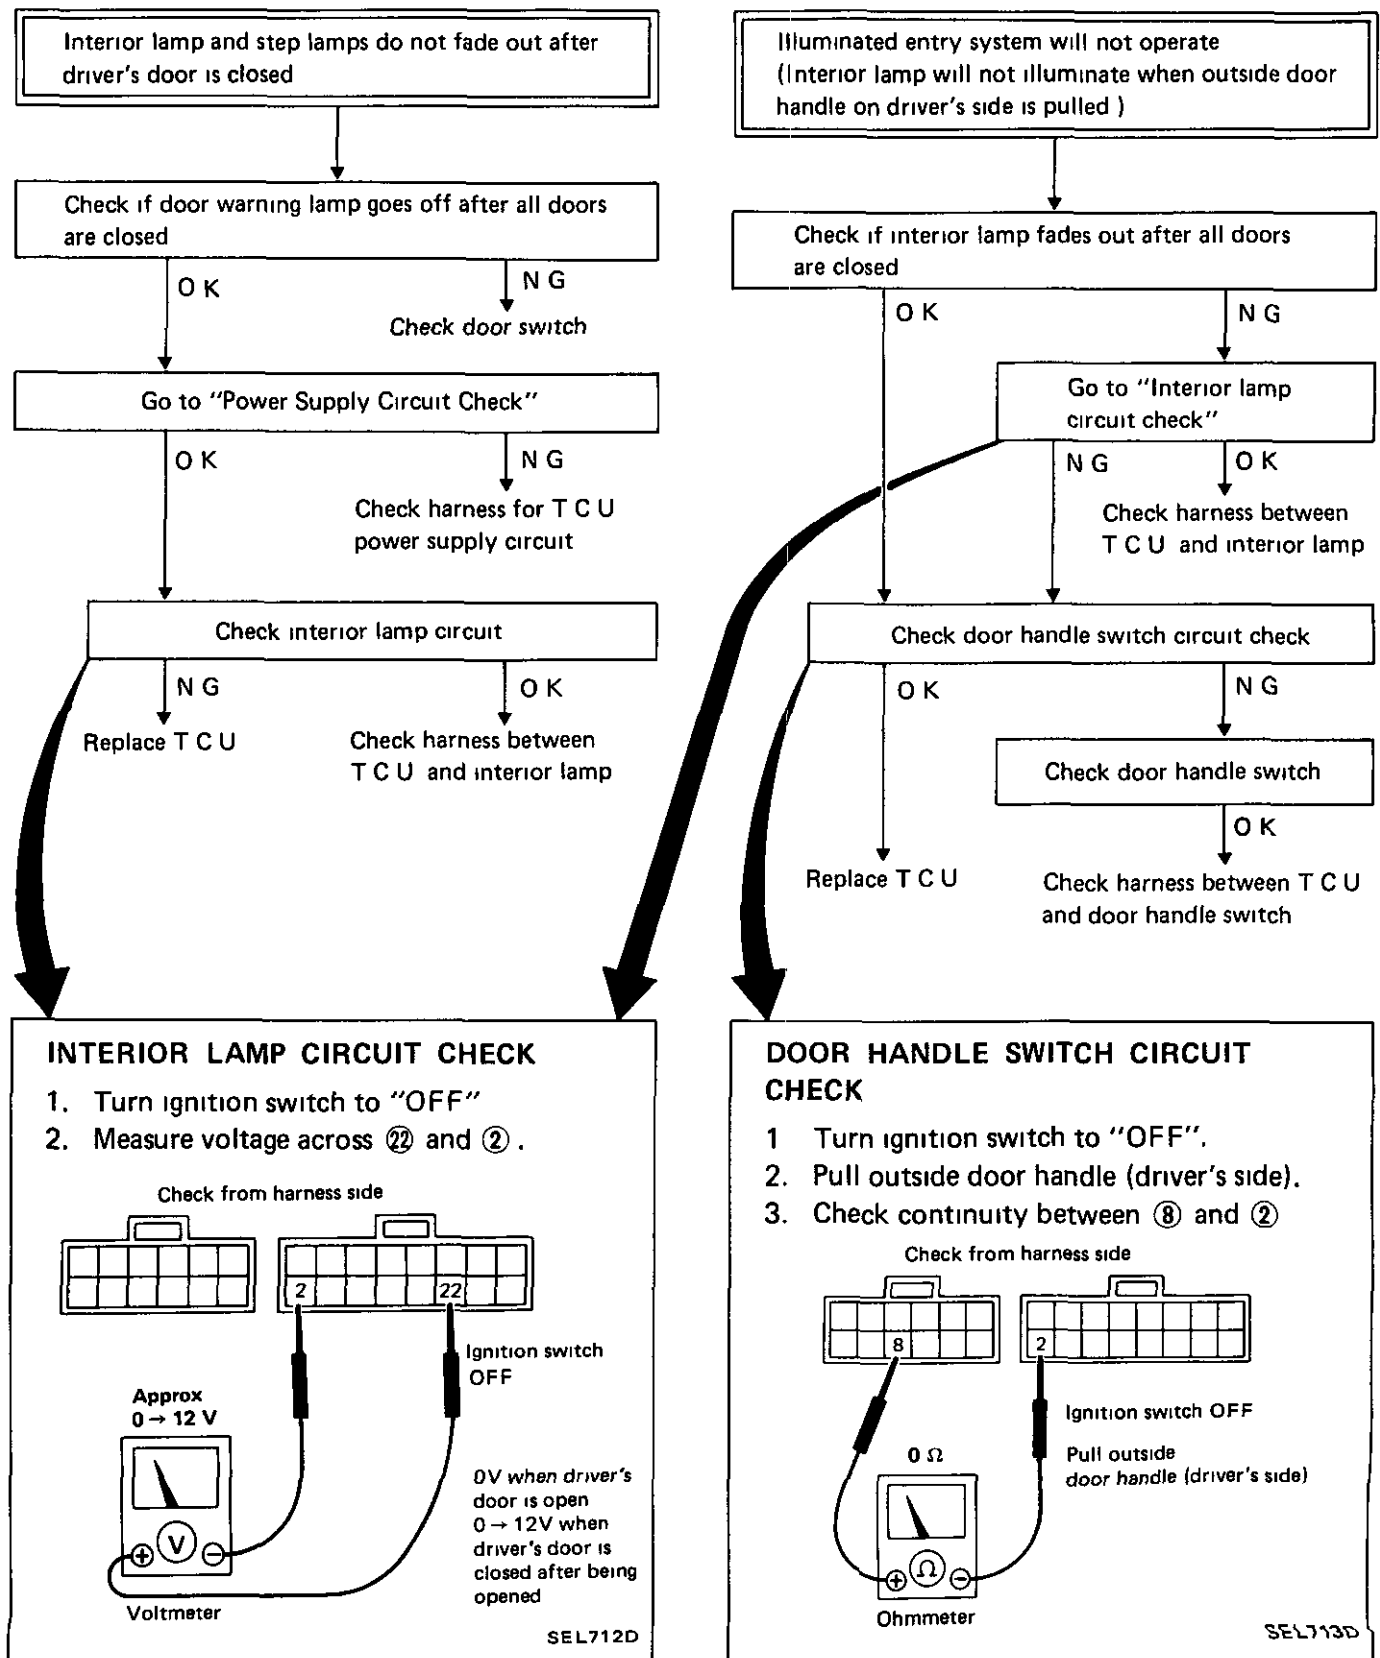 Interior lamp and step lamps do not fade out after
driver's door is closed
Check if door warning lamp goes off after all doors
are closed
O K
N G
Check door switch
Go to "Power Supply Circuit Check"
O K
N G
Check harness for T C U
power supply circuit
Check interior lamp circuit
N G
O K
Replace T C U
Check harness between
T C U and interior lamp
Illuminated entry system will not operate
(Interior lamp will not illuminate when outside door
handle on driver's side is pulled )
Check if interior lamp fades out after all doors
are closed
O K
N G
Go to "Interior lamp
circuit check"
N G
O K
Check harness between
T C U and interior lamp
Check door handle switch circuit check
O K
N G
Check door handle switch
O K
Replace T C U
Check harness between T C U
and door handle switch
INTERIOR LAMP CIRCUIT CHECK
1. Turn ignition switch to "OFF"
2. Measure voltage across ㉒ and ② .
Check from harness side
2
22
Ignition switch
OFF
Approx
0 → 12 V
V
⊕
⊖
Voltmeter
0V when driver's
door is open
0 → 12V when
driver's door is
closed after being
opened
SEL712D
DOOR HANDLE SWITCH CIRCUIT
CHECK
1 Turn ignition switch to "OFF".
2. Pull outside door handle (driver's side).
3. Check continuity between ⑧ and ②
Check from harness side
8
2
Ignition switch OFF
0 Ω
Pull outside
door handle (driver's side)
Ω
⊕
⊖
Ohmmeter
SEL713D